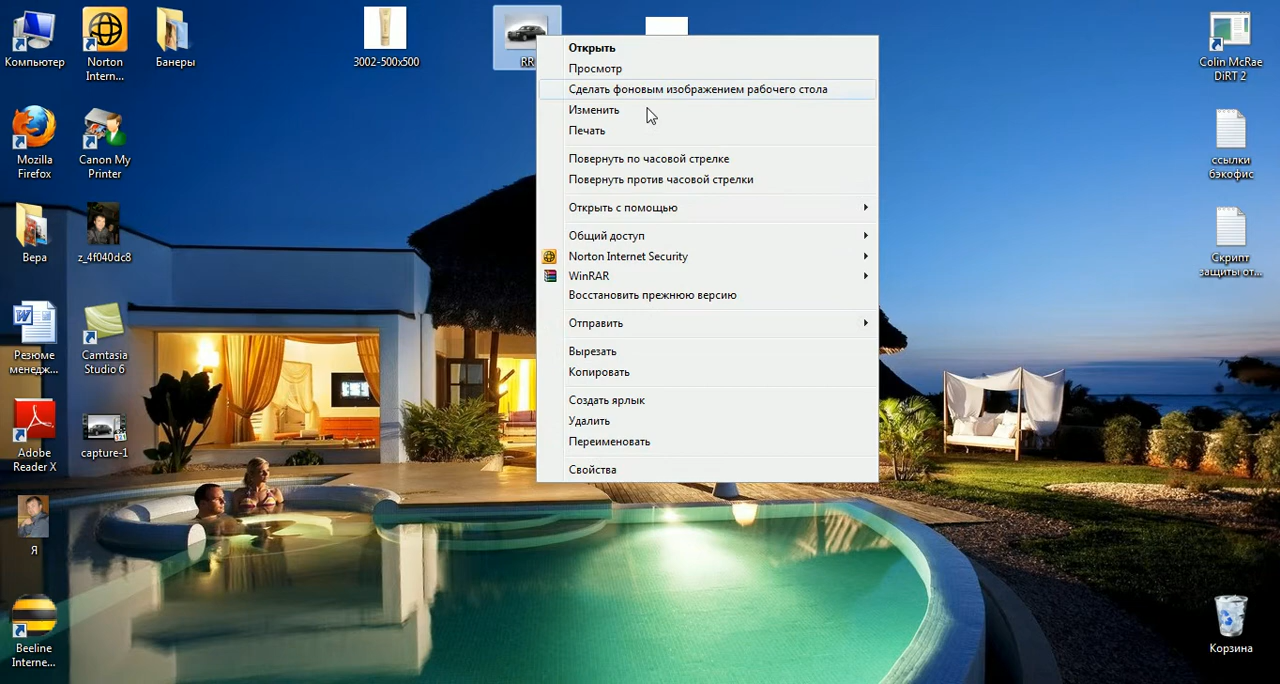 Компьютер
Norton
Intern...
Банеры
3002-500x500
RR
Colin McRae
DiRT 2
Mozilla
Firefox
Canon My
Printer
ссылки
бэкофис
Вера
z_4f040dc8
Скрипт
защиты от...
Резюме
менедж...
Camtasia
Studio 6
Adobe
Reader X
capture-1
Я
Beeline
Interne...
Корзина
Открыть
Просмотр
Сделать фоновым изображением рабочего стола
Изменить
Печать
Повернуть по часовой стрелке
Повернуть против часовой стрелки
Открыть с помощью
Общий доступ
Norton Internet Security
WinRAR
Восстановить прежнюю версию
Отправить
Вырезать
Копировать
Создать ярлык
Удалить
Переименовать
Свойства